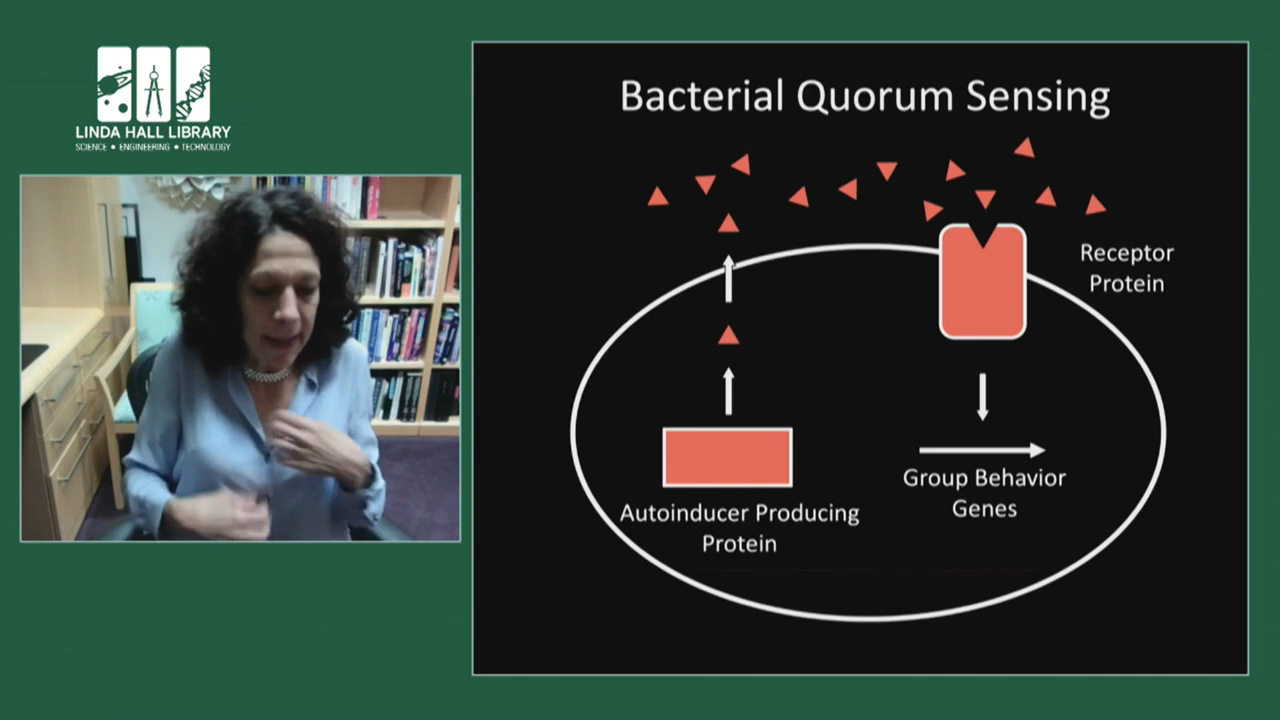 LINDA HALL LIBRARY
SCIENCE • ENGINEERING • TECHNOLOGY
Bacterial Quorum Sensing
Receptor
Protein
Group Behavior
Genes
Autoinducer Producing
Protein